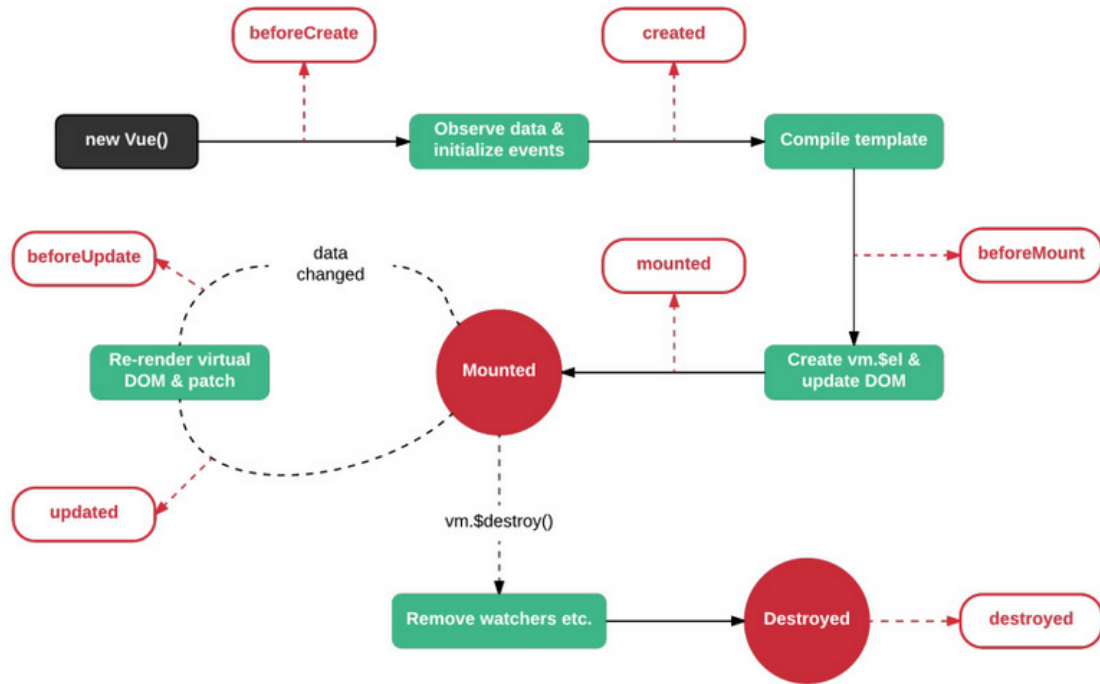 beforeCreate
created
new Vue()
Observe data &
initialize events
Compile template
beforeUpdate
data
changed
mounted
beforeMount
Re-render virtual
DOM & patch
Mounted
Create vm.$el &
update DOM
updated
vm.$destroy()
Remove watchers etc.
Destroyed
destroyed